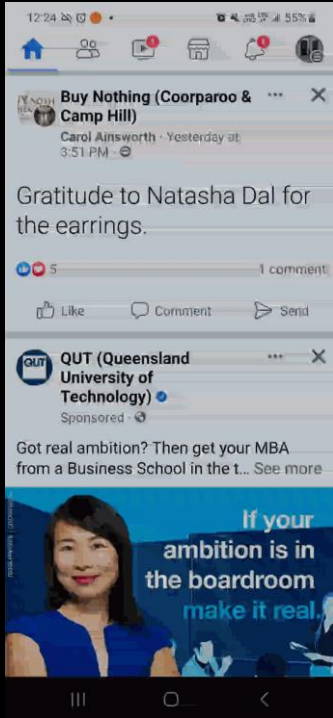 12:24
55%
Buy Nothing (Coorparoo &
Camp Hill)
Carol Ainsworth · Yesterday at
3:51 PM ·
Gratitude to Natasha Dal for
the earrings.
5
1 comment
Like
Comment
Send
QUT
QUT (Queensland
University of
Technology)
Sponsored ·
Got real ambition? Then get your MBA
from a Business School in the t... See more
If your
ambition is in
the boardroom
make it real.